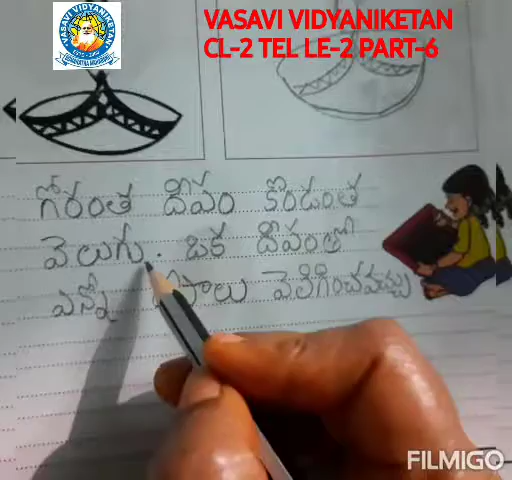 VASAVI VIDYANIKETAN
CL-2 TEL LE-2 PART-6
గోరంత దీపం కొండంత
వెలుగు. ఒక దీపంతో
ఎన్నో దీపాలు వెలిగించవచ్చు
FILMIGO